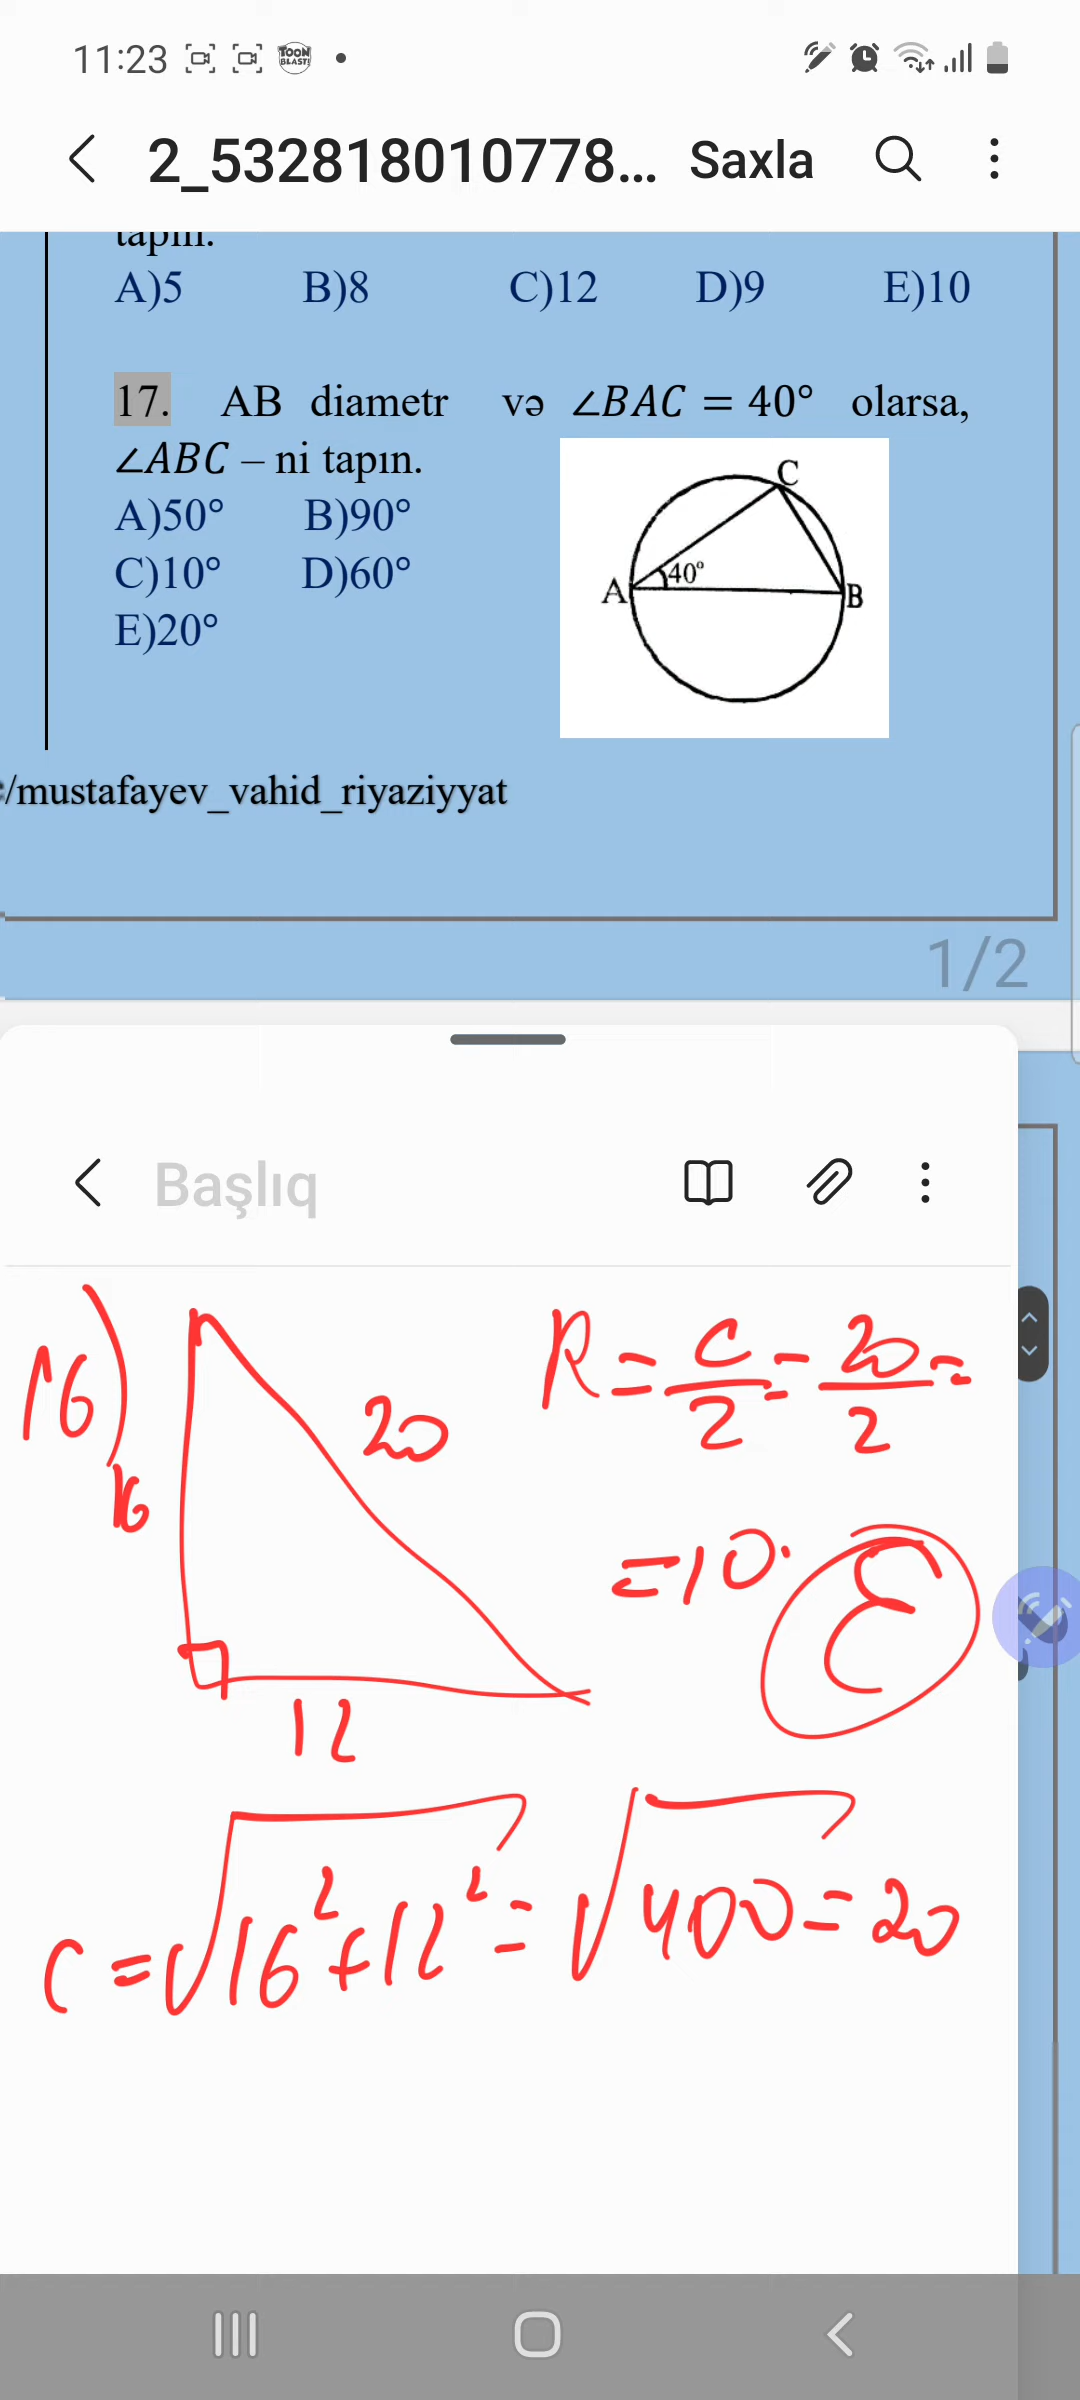 11:23 TOON BLAST!
2_532818010778... Saxla
tapın.
A)5 B)8 C)12 D)9 E)10
17. AB diametr və ∠BAC = 40° olarsa,
∠ABC – ni tapın.
A)50° B)90°
C)10° D)60°
E)20°
C
40°
A
B
/mustafayev_vahid_riyaziyyat
1/2
Başlıq
16)
R = c/2 = 20/2 =
20
16
= 10. E
12
c = √16² + 12² = √400 = 20